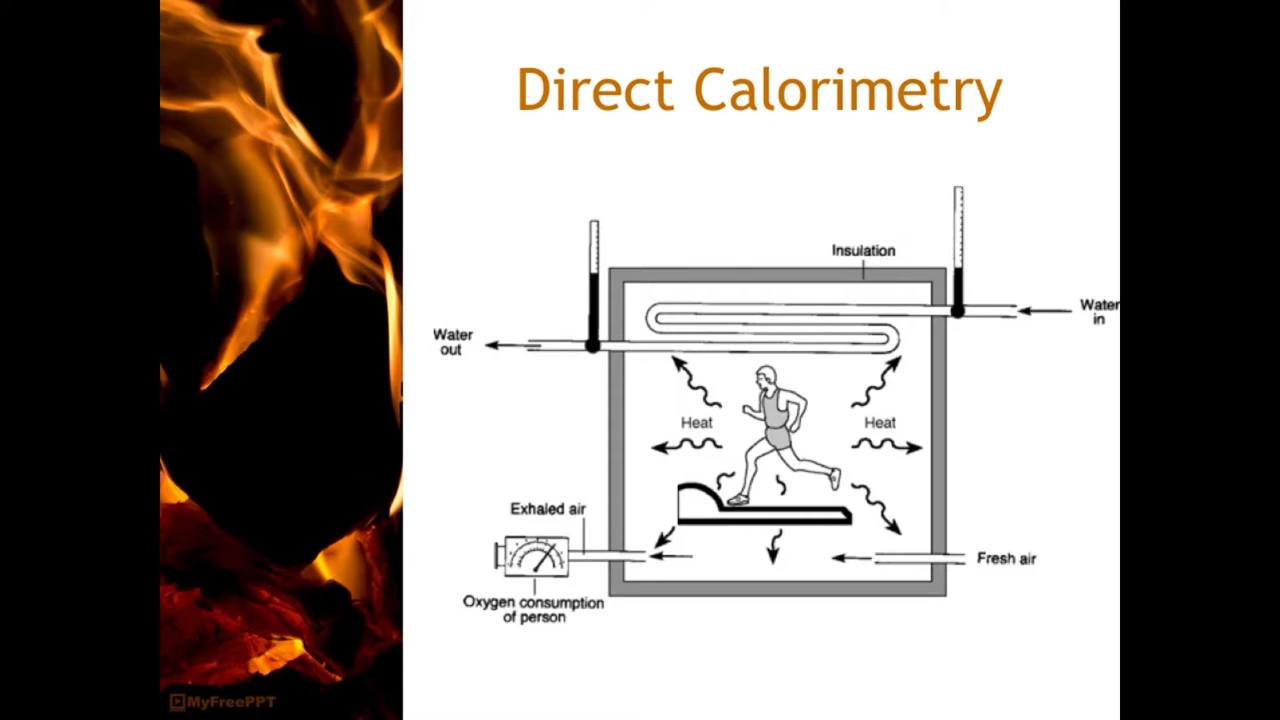 Direct Calorimetry
Insulation
Water
in
Water
out
Heat
Heat
Exhaled air
Fresh air
Oxygen consumption
of person
MyFreePPT